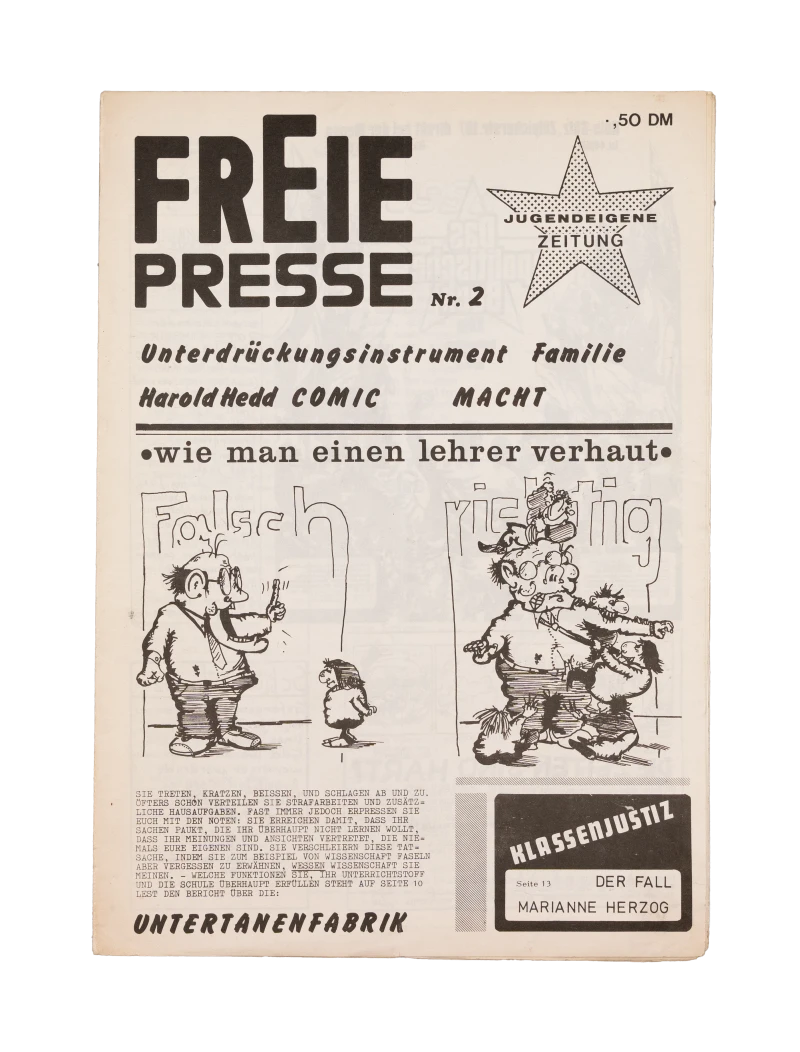 ·,50 DM
FREIE
PRESSE Nr. 2
JUGENDEIGENE
ZEITUNG
Unterdrückungsinstrument Familie
Harold Hedd COMIC MACHT
•wie man einen lehrer verhaut•
Falsch
richtig
SIE TRETEN, KRATZEN, BEISSEN, UND SCHLAGEN AB UND ZU.
ÖFTERS SCHON VERTEILEN SIE STRAFARBEITEN UND ZUSÄTZ=
LICHE HAUSAUFGABEN. FAST IMMER JEDOCH ERPRESSEN SIE
EUCH MIT DEN NOTEN: SIE ERREICHEN DAMIT, DASS IHR
SACHEN PAUKT, DIE IHR ÜBERHAUPT NICHT LERNEN WOLLT,
DASS IHR MEINUNGEN UND ANSICHTEN VERTRETET, DIE NIE=
MALS EURE EIGENEN SIND. SIE VERSCHLEIERN DIESE TAT=
SACHE, INDEM SIE ZUM BEISPIEL VON WISSENSCHAFT FASELN
ABER VERGESSEN ZU ERWÄHNEN, WESSEN WISSENSCHAFT SIE
MEINEN. - WELCHE FUNKTIONEN SIE, IHR UNTERRICHTSTOFF
UND DIE SCHULE ÜBERHAUPT ERFÜLLEN STEHT AUF SEITE 10
LEST DEN BERICHT ÜBER DIE:
UNTERTANENFABRIK
KLASSENJUSTIZ
Seite 13 DER FALL
MARIANNE HERZOG